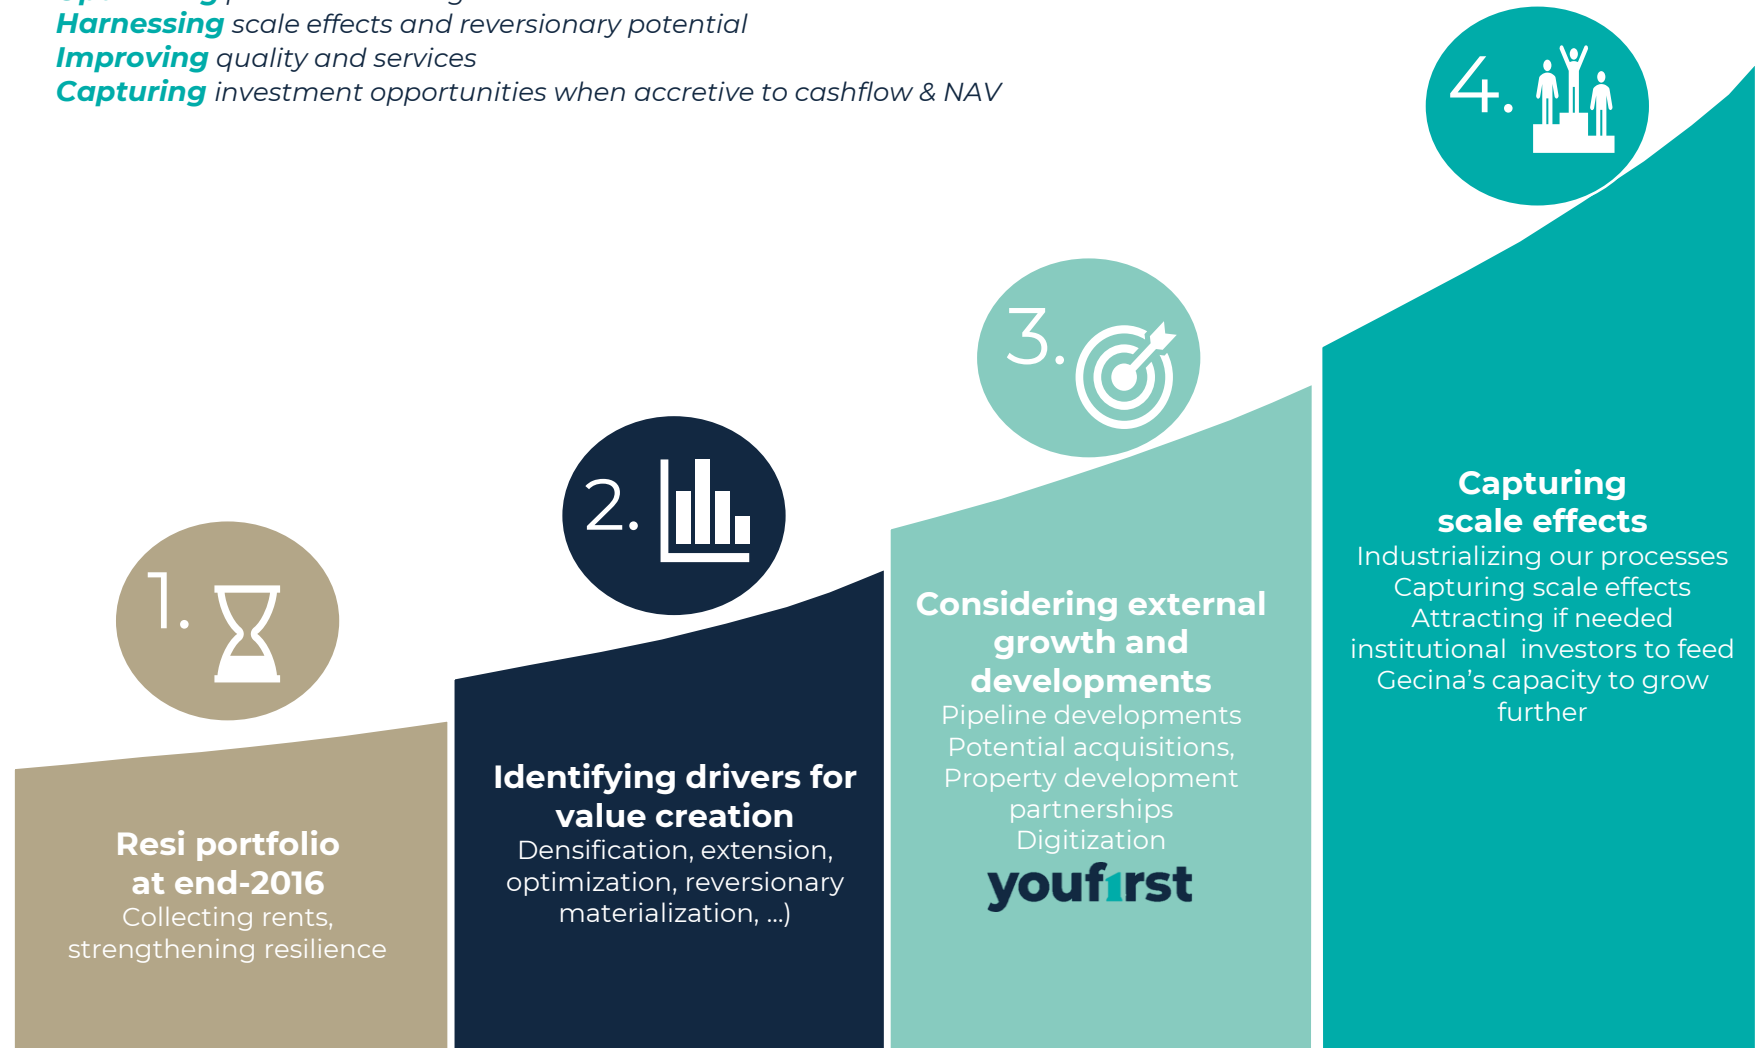 Harnessing scale effects and reversionary potential
Improving quality and services
Capturing investment opportunities when accretive to cashflow & NAV
1.
Resi portfolio
at end-2016
Collecting rents,
strengthening resilience
2.
Identifying drivers for
value creation
Densification, extension,
optimization, reversionary
materialization, ...)
3.
Considering external
growth and
developments
Pipeline developments
Potential acquisitions,
Property development
partnerships
Digitization
youf1rst
4.
Capturing
scale effects
Industrializing our processes
Capturing scale effects
Attracting if needed
institutional  investors to feed
Gecina’s capacity to grow
further